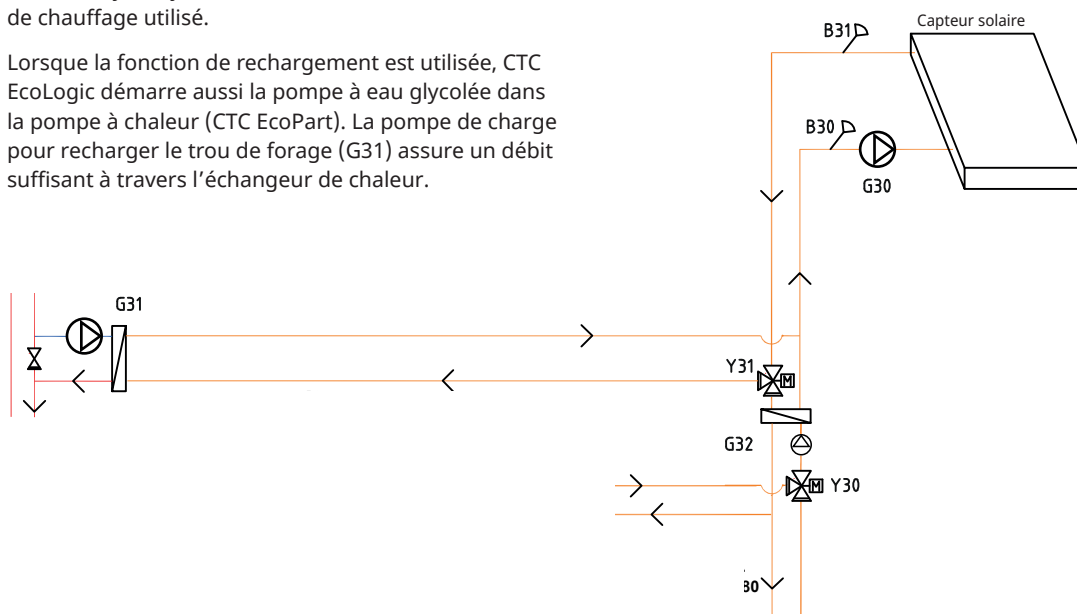 de chauffage utilisé.
Lorsque la fonction de rechargement est utilisée, CTC
EcoLogic démarre aussi la pompe à eau glycolée dans
la pompe à chaleur (CTC EcoPart). La pompe de charge
pour recharger le trou de forage (G31) assure un débit
suffisant à travers l'échangeur de chaleur.
Capteur solaire
B31
B30
G30
G31
Y31
M
G32
M Y30
30